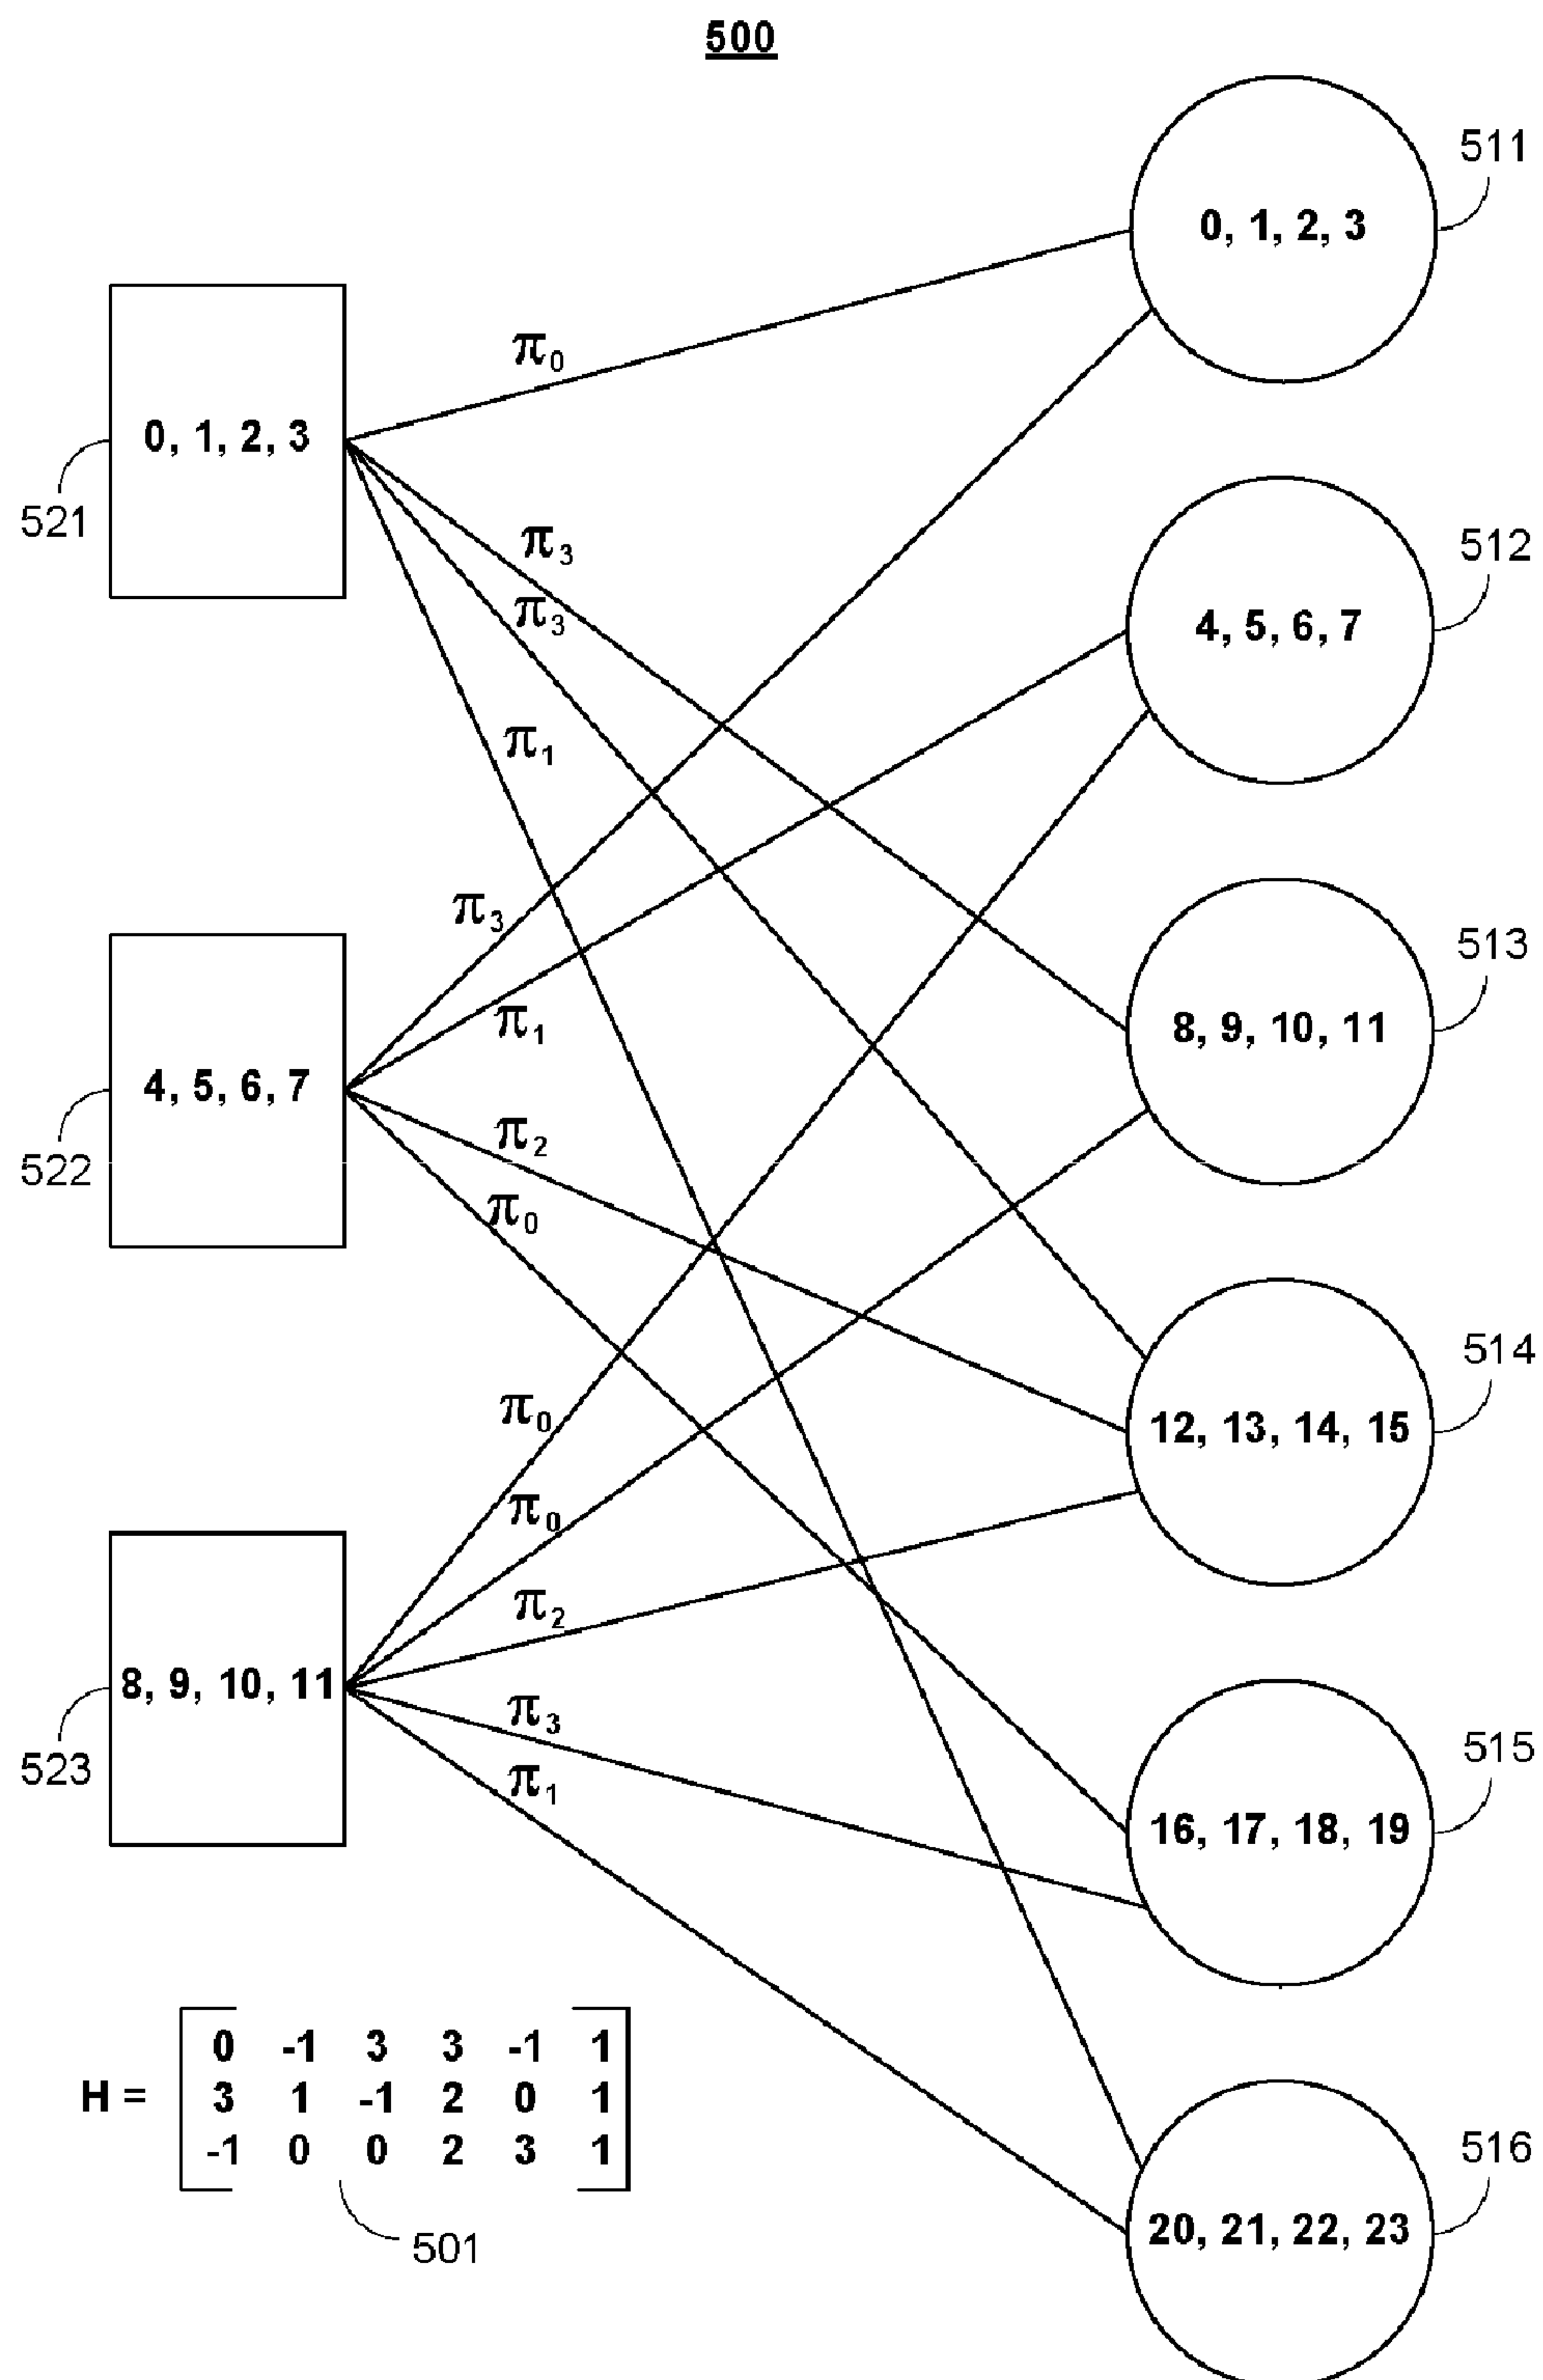 500
511
0, 1, 2, 3
π0
0, 1, 2, 3
521
π3
512
π3
4, 5, 6, 7
π1
π3
513
π1
8, 9, 10, 11
4, 5, 6, 7
π2
522
π0
514
π0
12, 13, 14, 15
π0
π2
8, 9, 10, 11
π3
515
523
π1
16, 17, 18, 19
0 -1 3 3 -1 1
H = 3 1 -1 2 0 1
-1 0 0 2 3 1
516
20, 21, 22, 23
501